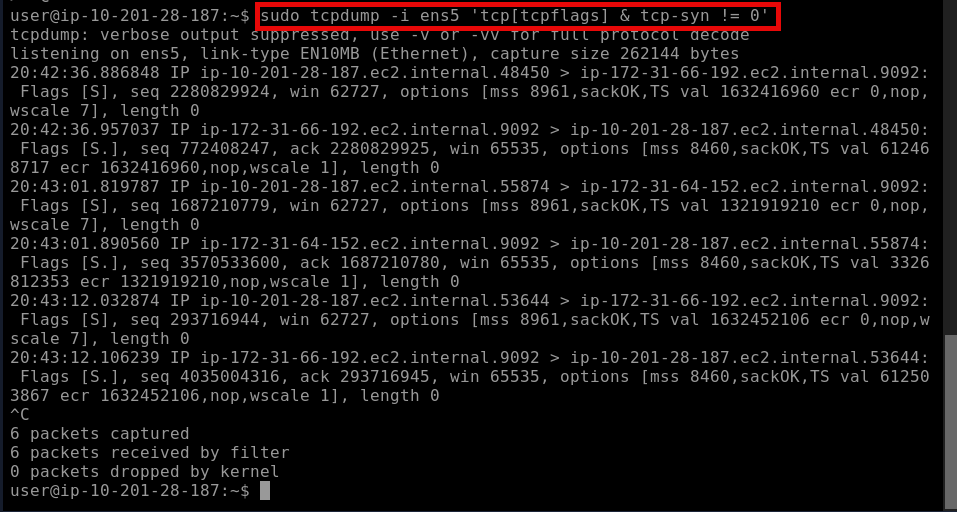 user@ip-10-201-28-187:~$ sudo tcpdump -i ens5 'tcp[tcpflags] & tcp-syn != 0'
tcpdump: verbose output suppressed, use -v or -vv for full protocol decode
listening on ens5, link-type EN10MB (Ethernet), capture size 262144 bytes
20:42:36.886848 IP ip-10-201-28-187.ec2.internal.48450 > ip-172-31-66-192.ec2.internal.9092:
 Flags [S], seq 2280829924, win 62727, options [mss 8961,sackOK,TS val 1632416960 ecr 0,nop,
wscale 7], length 0
20:42:36.957037 IP ip-172-31-66-192.ec2.internal.9092 > ip-10-201-28-187.ec2.internal.48450:
 Flags [S.], seq 772408247, ack 2280829925, win 65535, options [mss 8460,sackOK,TS val 61246
8717 ecr 1632416960,nop,wscale 1], length 0
20:43:01.819787 IP ip-10-201-28-187.ec2.internal.55874 > ip-172-31-64-152.ec2.internal.9092:
 Flags [S], seq 1687210779, win 62727, options [mss 8961,sackOK,TS val 1321919210 ecr 0,nop,
wscale 7], length 0
20:43:01.890560 IP ip-172-31-64-152.ec2.internal.9092 > ip-10-201-28-187.ec2.internal.55874:
 Flags [S.], seq 3570533600, ack 1687210780, win 65535, options [mss 8460,sackOK,TS val 3326
812353 ecr 1321919210,nop,wscale 1], length 0
20:43:12.032874 IP ip-10-201-28-187.ec2.internal.53644 > ip-172-31-66-192.ec2.internal.9092:
 Flags [S], seq 293716944, win 62727, options [mss 8961,sackOK,TS val 1632452106 ecr 0,nop,w
scale 7], length 0
20:43:12.106239 IP ip-172-31-66-192.ec2.internal.9092 > ip-10-201-28-187.ec2.internal.53644:
 Flags [S.], seq 4035004316, ack 293716945, win 65535, options [mss 8460,sackOK,TS val 61250
3867 ecr 1632452106,nop,wscale 1], length 0
^C
6 packets captured
6 packets received by filter
0 packets dropped by kernel
user@ip-10-201-28-187:~$